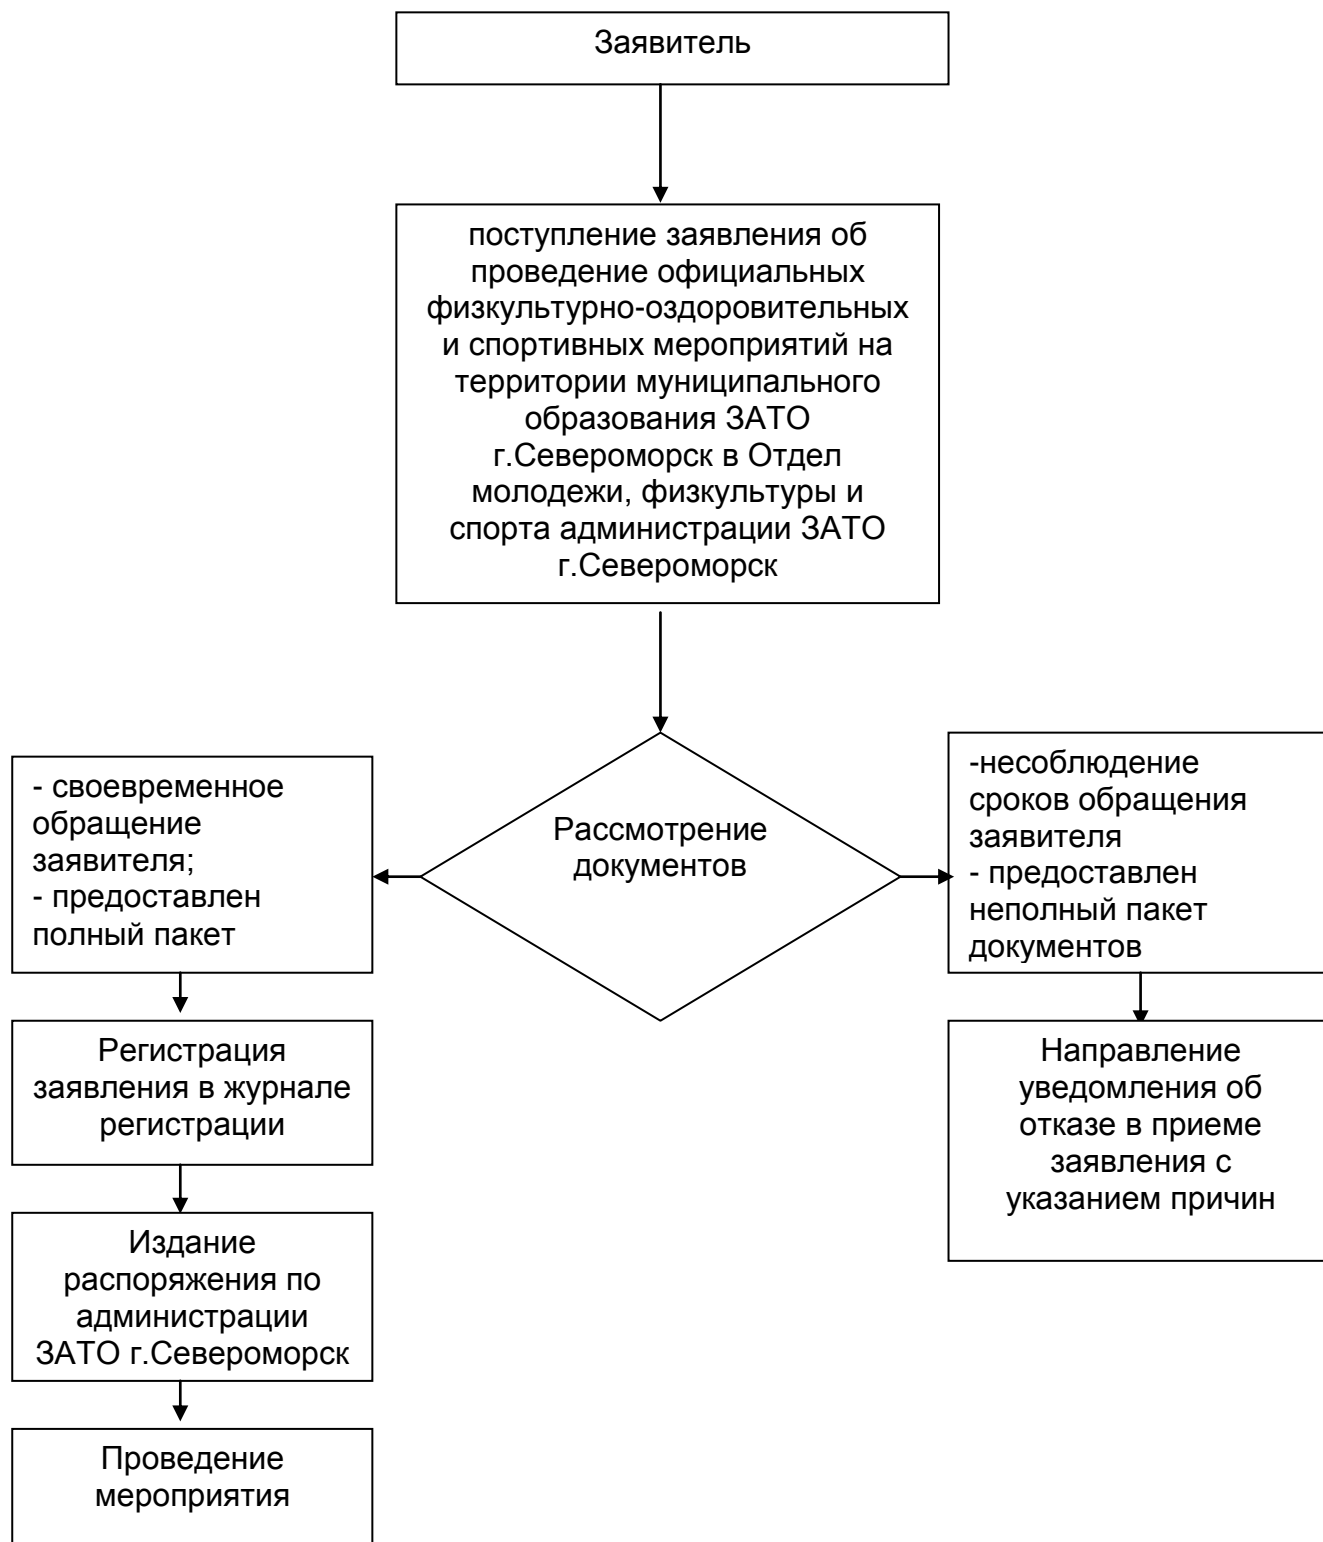 Заявитель
поступление заявления об
проведение официальных
физкультурно-оздоровительных
и спортивных мероприятий на
территории муниципального
образования ЗАТО
г.Североморск в Отдел
молодежи, физкультуры и
спорта администрации ЗАТО
г.Североморск
Рассмотрение
документов
- своевременное
обращение
заявителя;
- предоставлен
полный пакет
-несоблюдение
сроков обращения
заявителя
- предоставлен
неполный пакет
документов
Регистрация
заявления в журнале
регистрации
Направление
уведомления об
отказе в приеме
заявления с
указанием причин
Издание
распоряжения по
администрации
ЗАТО г.Североморск
Проведение
мероприятия